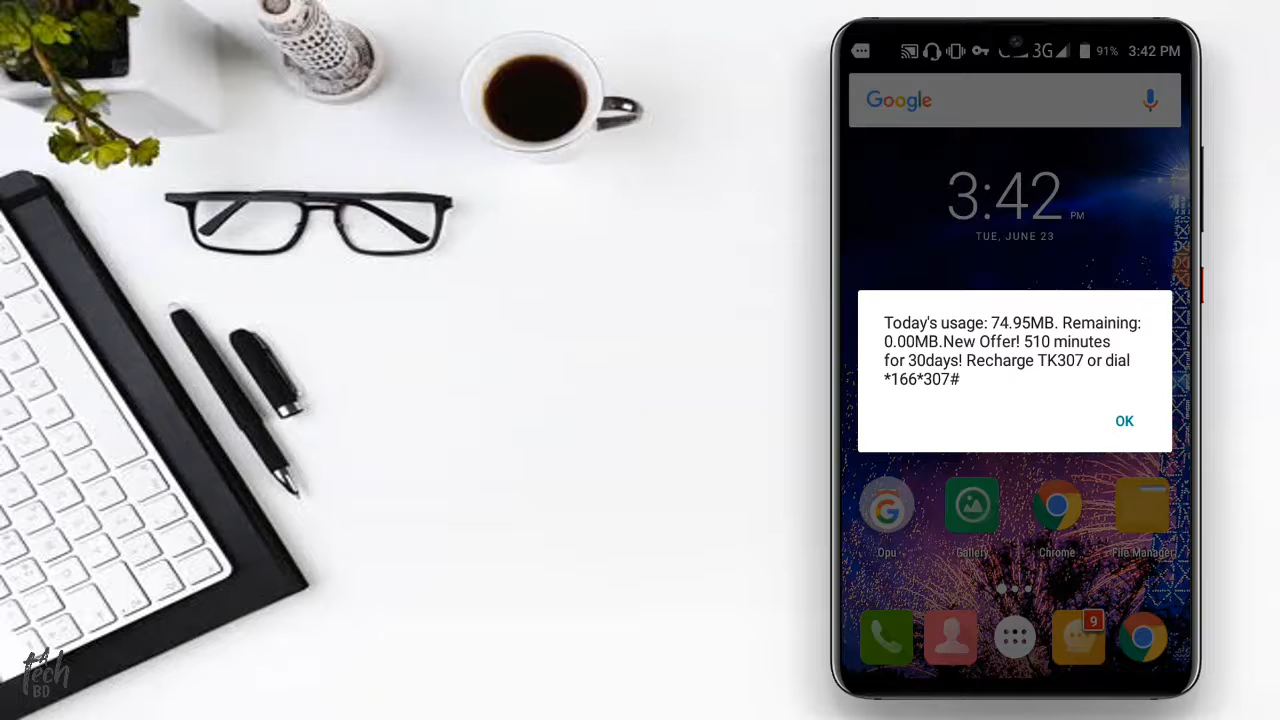 3G 91% 3:42 PM
Google
3:42 PM
TUE, JUNE 23
Today's usage: 74.95MB. Remaining:
0.00MB.New Offer! 510 minutes
for 30days! Recharge TK307 or dial
*166*307#
OK
Opu Gallery Chrome File Manager
9
Tech
BD